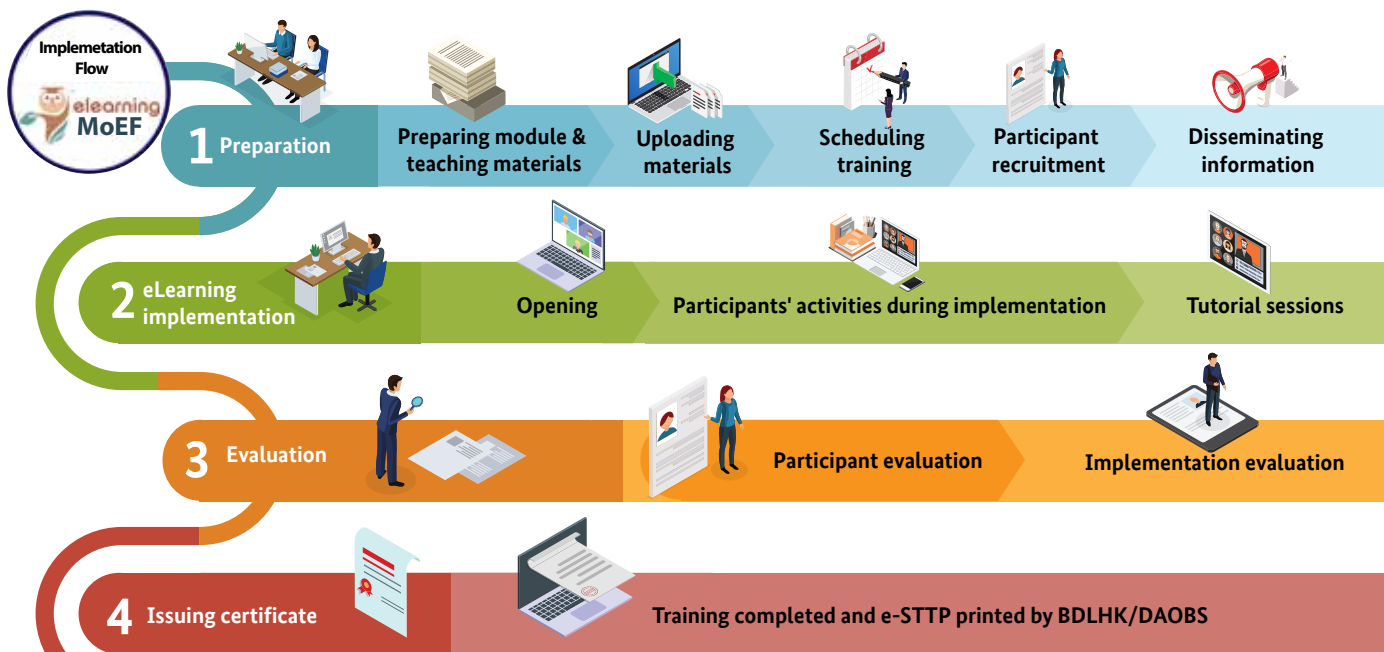 Implemetation
Flow
elearning
MoEF
1 Preparation
Preparing module &
teaching materials
Uploading
materials
Scheduling
training
Participant
recruitment
Disseminating
information
2 eLearning
implementation
Opening
Participants' activities during implementation
Tutorial sessions
3 Evaluation
Participant evaluation
Implementation evaluation
4 Issuing certificate
Training completed and e-STTP printed by BDLHK/DAOBS